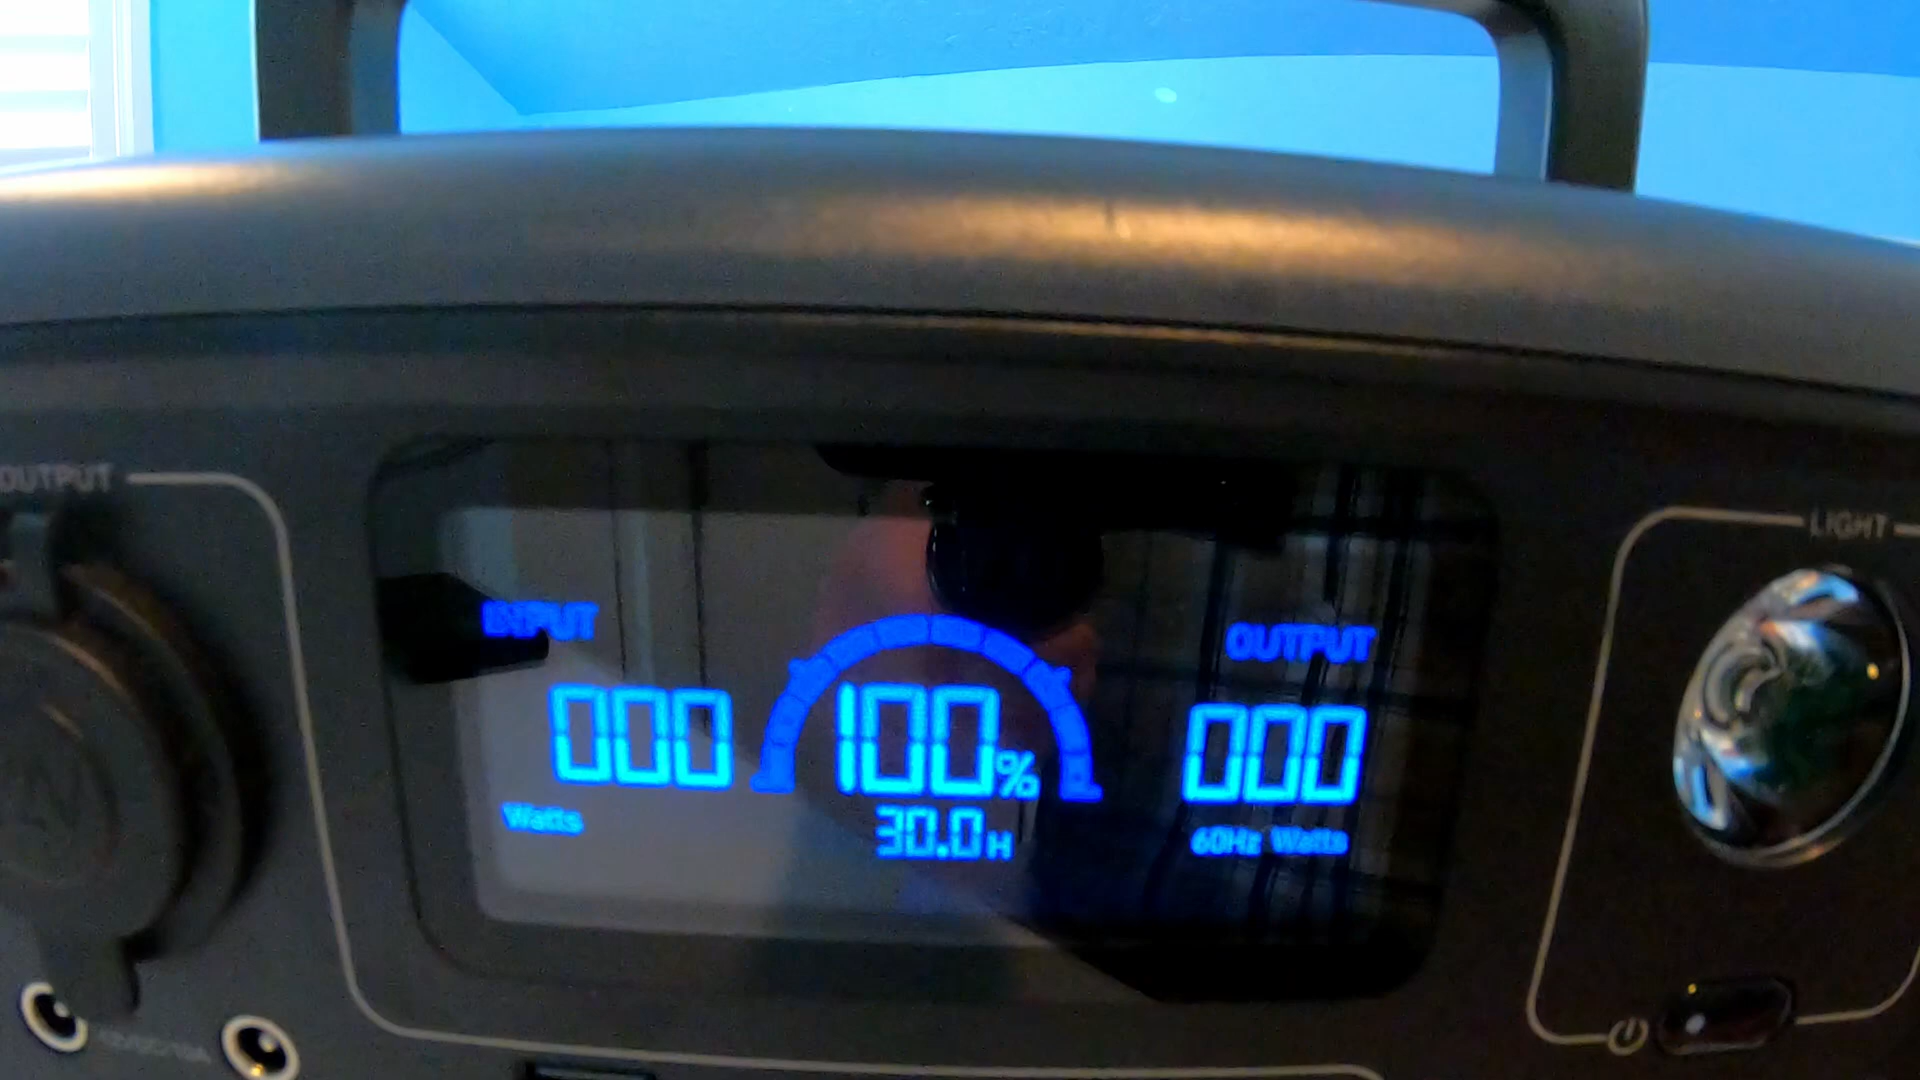 OUTPUT
LIGHT
INPUT
OUTPUT
000
100%
000
Watts
30.0H
60Hz Watts